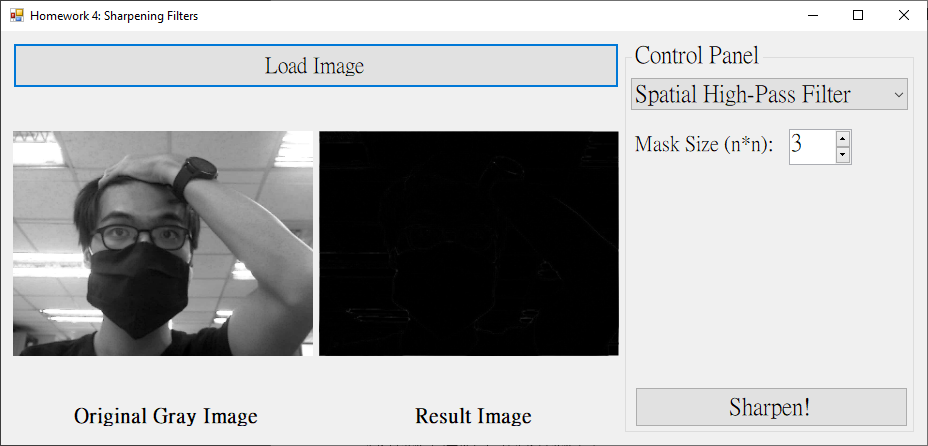 Homework 4: Sharpening Filters
Load Image
Control Panel
Spatial High-Pass Filter
Mask Size (n*n): 3
Original Gray Image
Result Image
Sharpen!